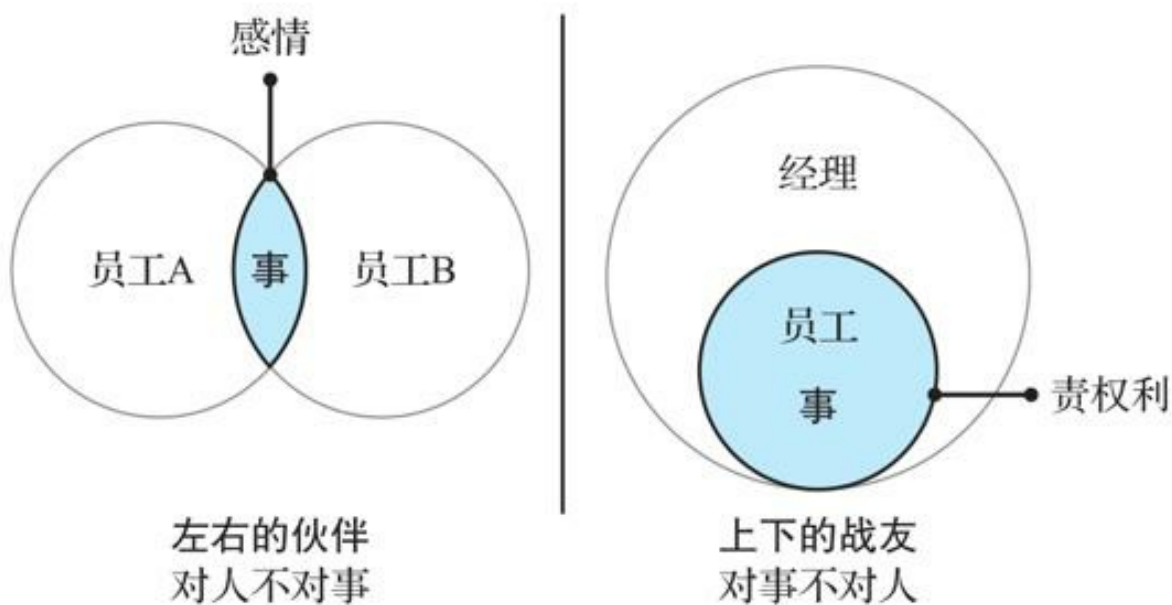 感情
员工A
事
员工B
左右的伙伴
对人不对事
经理
员工
事
责权利
上下的战友
对事不对人